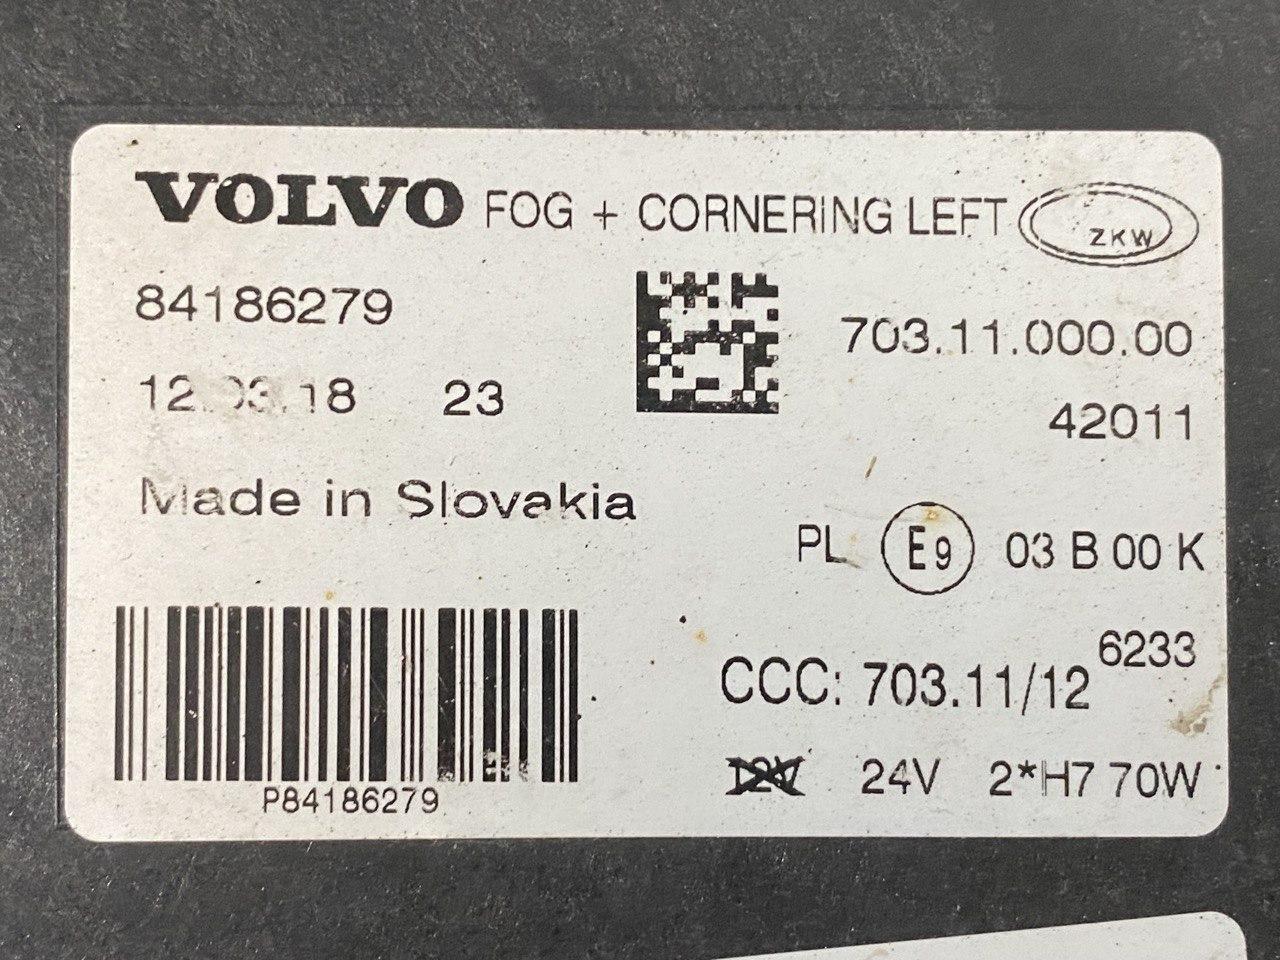 VOLVO FOG + CORNERING LEFT ZKW
84186279
703.11.000.00
12.03.18 23
42011
Made in Slovakia
PL E9 03 B 00 K
CCC: 703.11/12 6233
12V 24V 2*H7 70W
P84186279